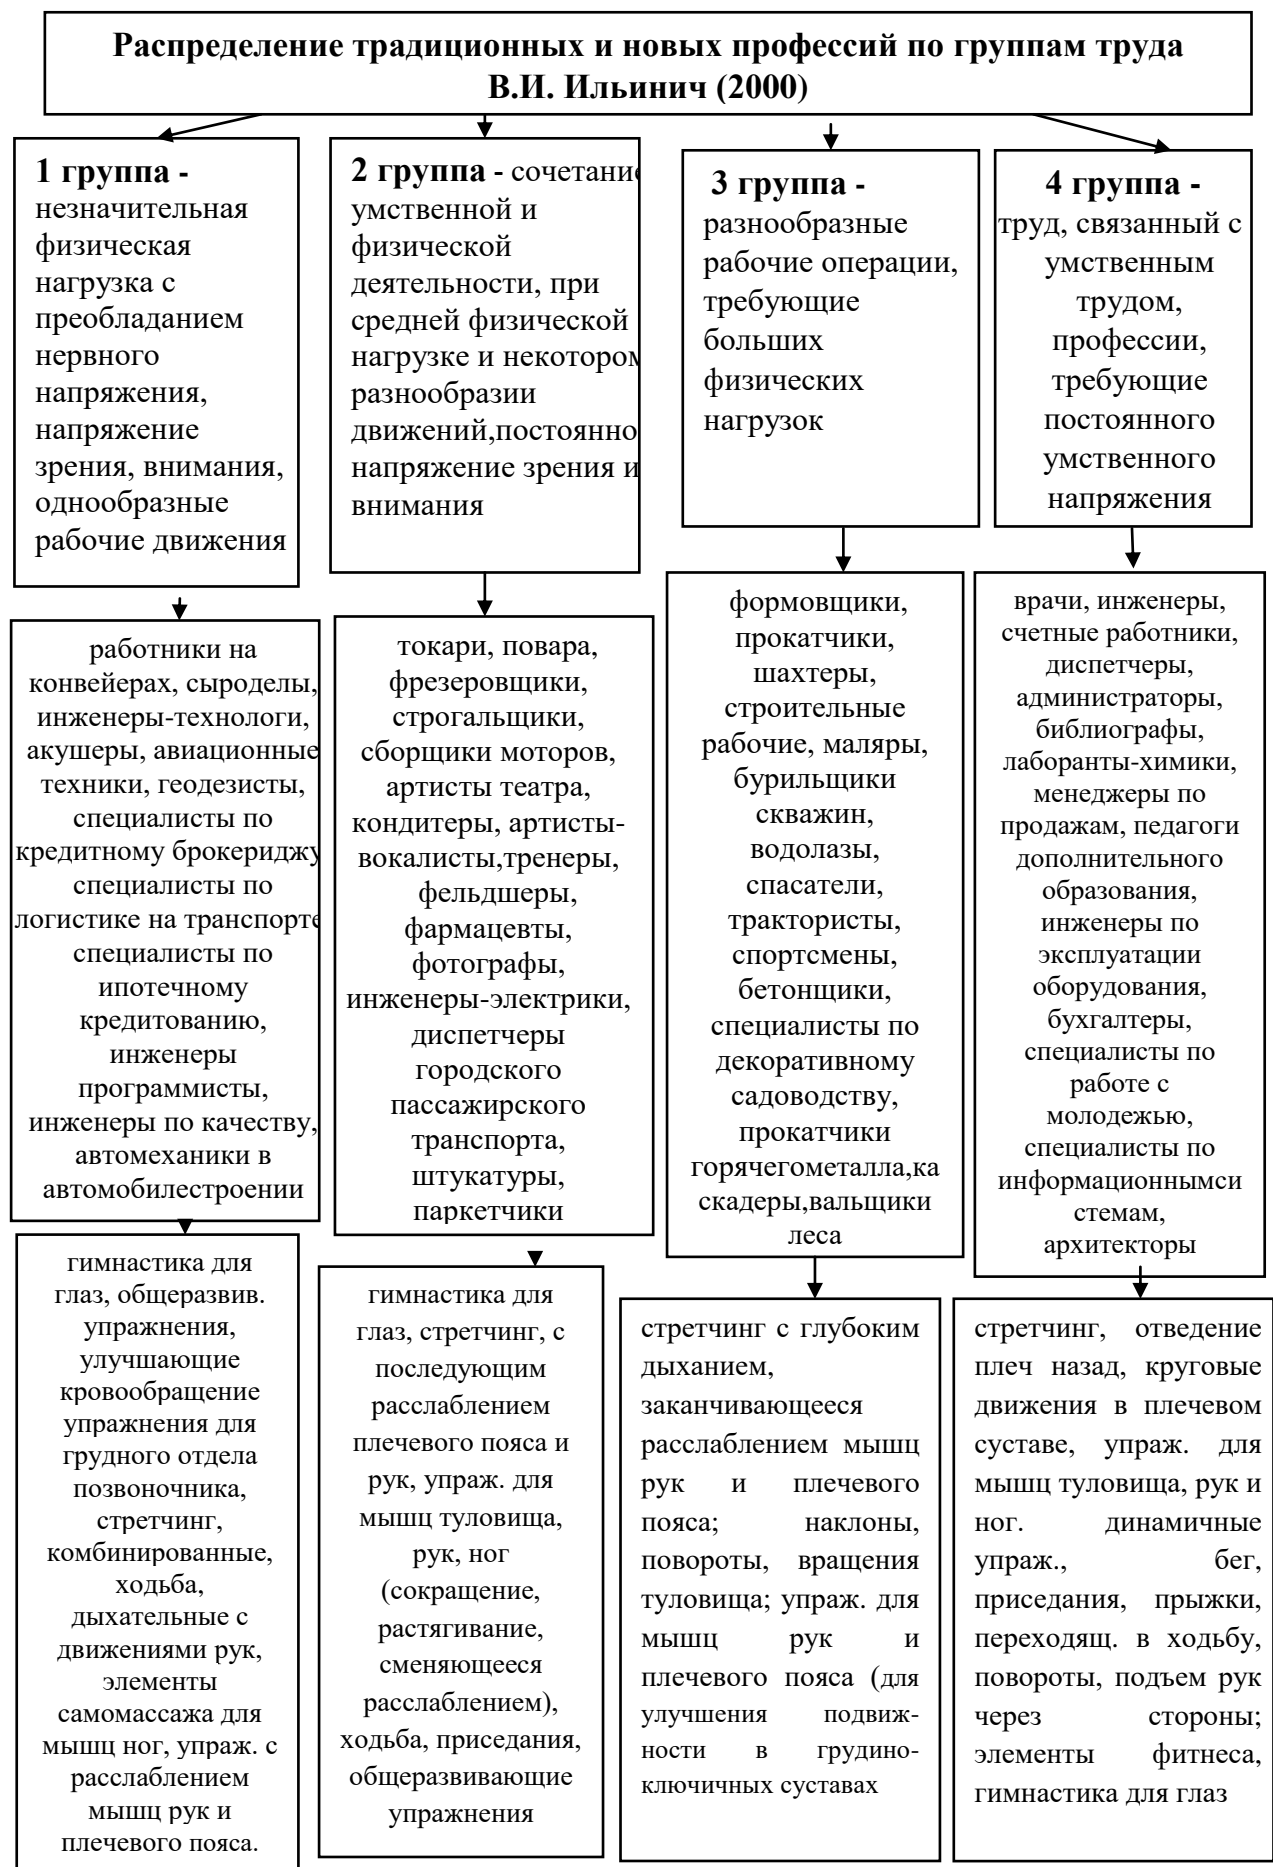 Распределение традиционных и новых профессий по группам труда
В.И. Ильинич (2000)
1 группа -
незначительная
физическая
нагрузка с
преобладанием
нервного
напряжения,
напряжение
зрения, внимания,
однообразные
рабочие движения
2 группа - сочетание
умственной и
физической
деятельности, при
средней физической
нагрузке и некотором
разнообразии
движений,постоянно
напряжение зрения и
внимания
3 группа -
разнообразные
рабочие операции,
требующие
больших
физических
нагрузок
4 группа -
труд, связанный с
умственным
трудом,
профессии,
требующие
постоянного
умственного
напряжения
работники на
конвейерах, сыроделы,
инженеры-технологи,
акушеры, авиационные
техники, геодезисты,
специалисты по
кредитному брокериджу
специалисты по
логистике на транспорте
специалисты по
ипотечному
кредитованию,
инженеры
программисты,
инженеры по качеству,
автомеханики в
автомобилестроении
токари, повара,
фрезеровщики,
строгальщики,
сборщики моторов,
артисты театра,
кондитеры, артисты-
вокалисты,тренеры,
фельдшеры,
фармацевты,
фотографы,
инженеры-электрики,
диспетчеры
городского
пассажирского
транспорта,
штукатуры,
паркетчики
формовщики,
прокатчики,
шахтеры,
строительные
рабочие, маляры,
бурильщики
скважин,
водолазы,
спасатели,
трактористы,
спортсмены,
бетонщики,
специалисты по
декоративному
садоводству,
прокатчики
горячегометалла,ка
скадеры,вальщики
леса
врачи, инженеры,
счетные работники,
диспетчеры,
администраторы,
библиографы,
лаборанты-химики,
менеджеры по
продажам, педагоги
дополнительного
образования,
инженеры по
эксплуатации
оборудования,
бухгалтеры,
специалисты по
работе с
молодежью,
специалисты по
информационнымси
стемам,
архитекторы
гимнастика для
глаз, общеразвив.
упражнения,
улучшающие
кровообращение
упражнения для
грудного отдела
позвоночника,
стретчинг,
комбинированные,
ходьба,
дыхательные с
движениями рук,
элементы
самомассажа для
мышц ног, упраж. с
расслаблением
мышц рук и
плечевого пояса.
гимнастика для
глаз, стретчинг, с
последующим
расслаблением
плечевого пояса и
рук, упраж. для
мышц туловища,
рук, ног
(сокращение,
растягивание,
сменяющееся
расслаблением),
ходьба, приседания,
общеразвивающие
упражнения
стретчинг с глубоким
дыханием,
заканчивающееся
расслаблением мышц
рук и плечевого
пояса; наклоны,
повороты, вращения
туловища; упраж. для
мышц рук и
плечевого пояса (для
улучшения подвиж-
ности в грудино-
ключичных суставах
стретчинг, отведение
плеч назад, круговые
движения в плечевом
суставе, упраж. для
мышц туловища, рук и
ног. динамичные
упраж., бег,
приседания, прыжки,
переходящ. в ходьбу,
повороты, подъем рук
через стороны;
элементы фитнеса,
гимнастика для глаз